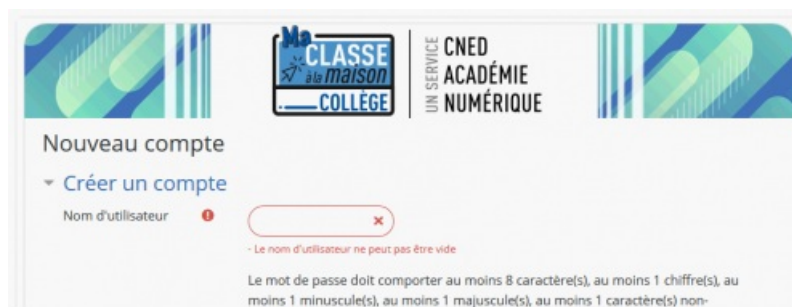 Ma
CLASSE
à la maison
COLLÈGE
UN SERVICE
CNED
ACADÉMIE
NUMÉRIQUE
Nouveau compte
Créer un compte
Nom d'utilisateur
- Le nom d'utilisateur ne peut pas être vide
Le mot de passe doit comporter au moins 8 caractère(s), au moins 1 chiffre(s), au
moins 1 minuscule(s), au moins 1 majuscule(s), au moins 1 caractère(s) non-